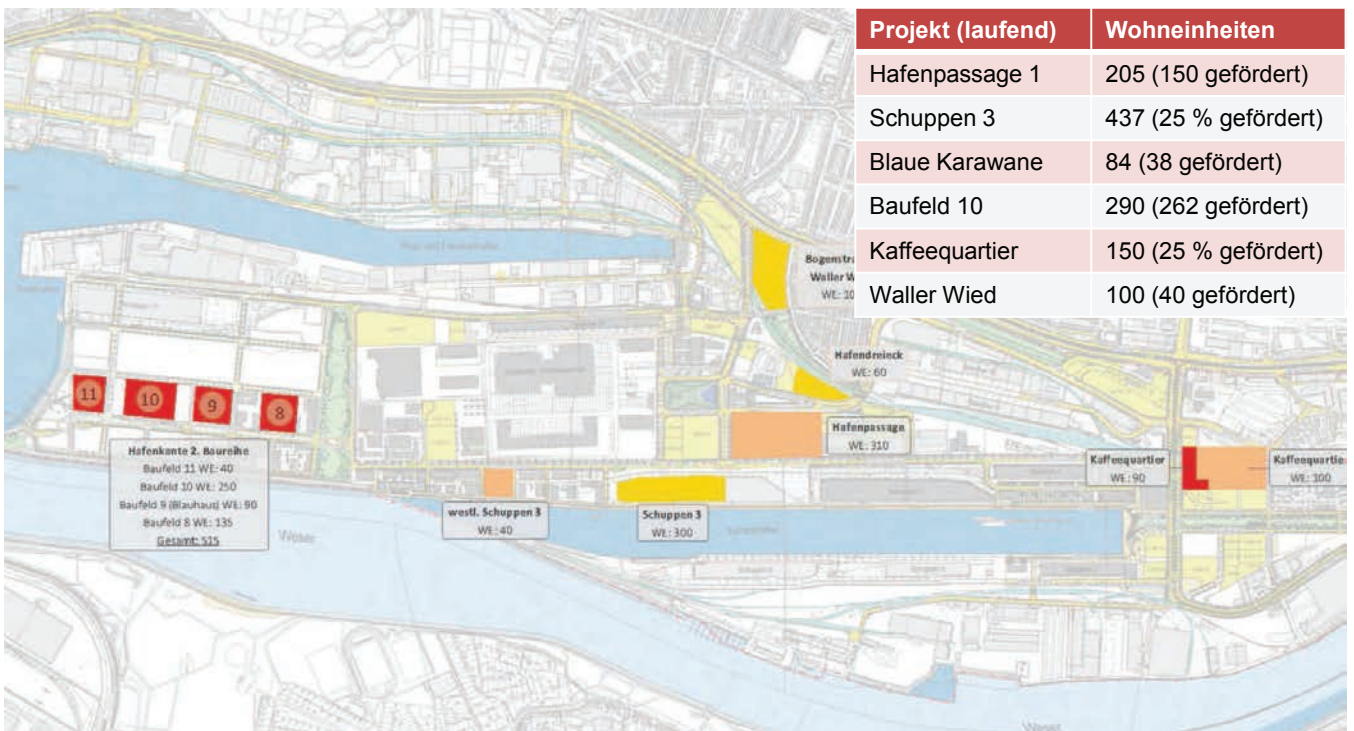 Projekt (laufend) Wohneinheiten
Hafenpassage 1 205 (150 gefördert)
Schuppen 3 437 (25 % gefördert)
Blaue Karawane 84 (38 gefördert)
Baufeld 10 290 (262 gefördert)
Kaffeequartier 150 (25 % gefördert)
Waller Wied 100 (40 gefördert)
Waller
WE:
Hafendreieck
WE: 60
11
10
9
8
Hafenpassage
WE: 310
Hafenkante 2. Baureihe
Baufeld 11 WE: 40
Baufeld 10 WE: 250
Baufeld 9 (Blauhaus) WE: 90
Baufeld 8 WE: 135
Gesamt: 515
Kaffeequartier
WE: 90
WE: 100
westl. Schuppen 3
WE: 40
Schuppen 3
WE: 300
Weser
Weser